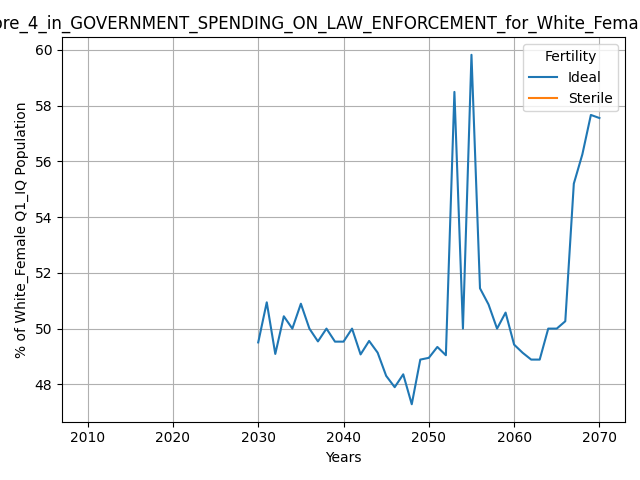 ore_4_in_GOVERNMENT_SPENDING_ON_LAW_ENFORCEMENT_for_White_Fema
60
58
56
54
52
50
48
% of White_Female Q1_IQ Population
Fertility
Ideal
Sterile
2010
2020
2030
2040
2050
2060
2070
Years